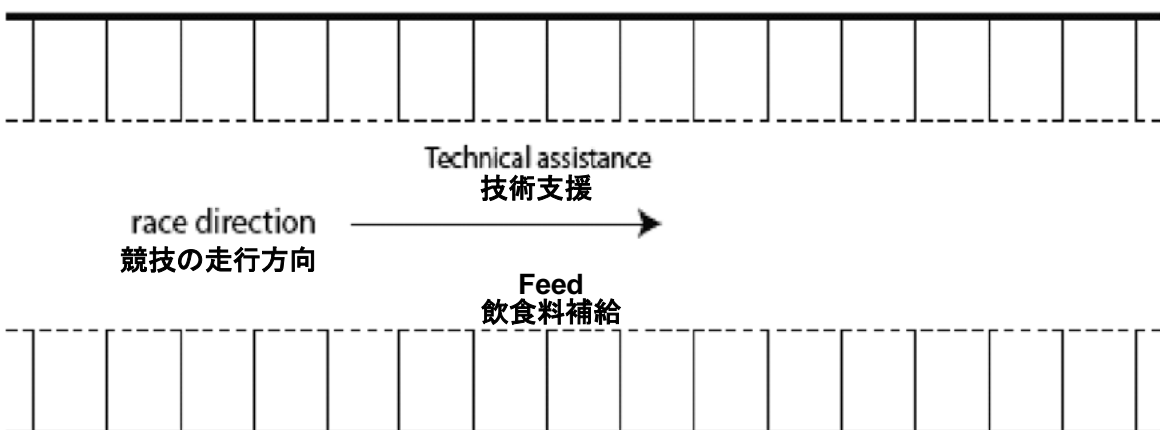 Technical assistance
技術支援
race direction
競技の走行方向
Feed
飲食料補給